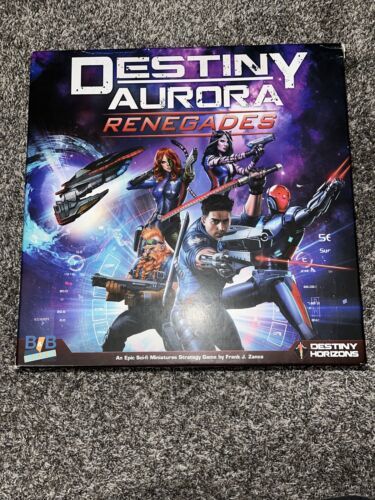 DESTINY
AURORA
RENEGADES
B/B
An Epic Sci-fi Miniatures Strategy Game by Frank J. Zanca
DESTINY
HORIZONS